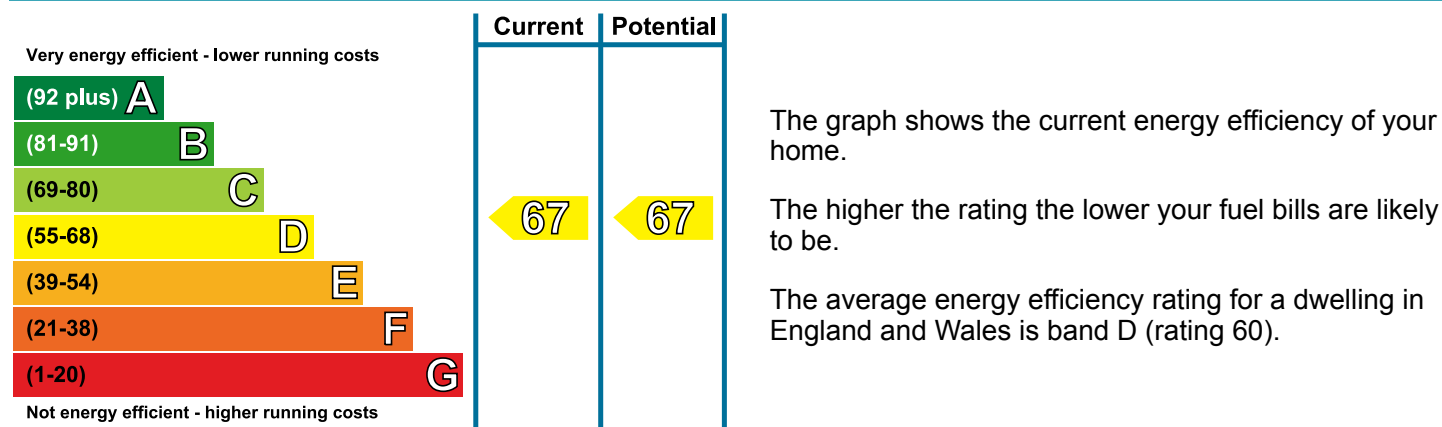 Current Potential
Very energy efficient - lower running costs
(92 plus) A
(81-91) B
(69-80) C
(55-68) D
(39-54) E
(21-38) F
(1-20) G
Not energy efficient - higher running costs
67 67
The graph shows the current energy efficiency of your
home.
The higher the rating the lower your fuel bills are likely
to be.
The average energy efficiency rating for a dwelling in
England and Wales is band D (rating 60).